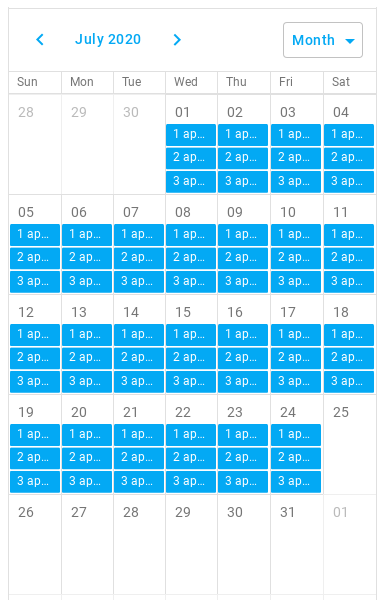 July 2020 Month
Sun Mon Tue Wed Thu Fri Sat
28 29 30 01 02 03 04
1 ap... 1 ap... 1 ap... 1 ap...
2 ap... 2 ap... 2 ap... 2 ap...
3 ap... 3 ap... 3 ap... 3 ap...
05 06 07 08 09 10 11
1 ap... 1 ap... 1 ap... 1 ap... 1 ap... 1 ap... 1 ap...
2 ap... 2 ap... 2 ap... 2 ap... 2 ap... 2 ap... 2 ap...
3 ap... 3 ap... 3 ap... 3 ap... 3 ap... 3 ap... 3 ap...
12 13 14 15 16 17 18
1 ap... 1 ap... 1 ap... 1 ap... 1 ap... 1 ap... 1 ap...
2 ap... 2 ap... 2 ap... 2 ap... 2 ap... 2 ap... 2 ap...
3 ap... 3 ap... 3 ap... 3 ap... 3 ap... 3 ap... 3 ap...
19 20 21 22 23 24 25
1 ap... 1 ap... 1 ap... 1 ap... 1 ap... 1 ap...
2 ap... 2 ap... 2 ap... 2 ap... 2 ap... 2 ap...
3 ap... 3 ap... 3 ap... 3 ap... 3 ap... 3 ap...
26 27 28 29 30 31 01